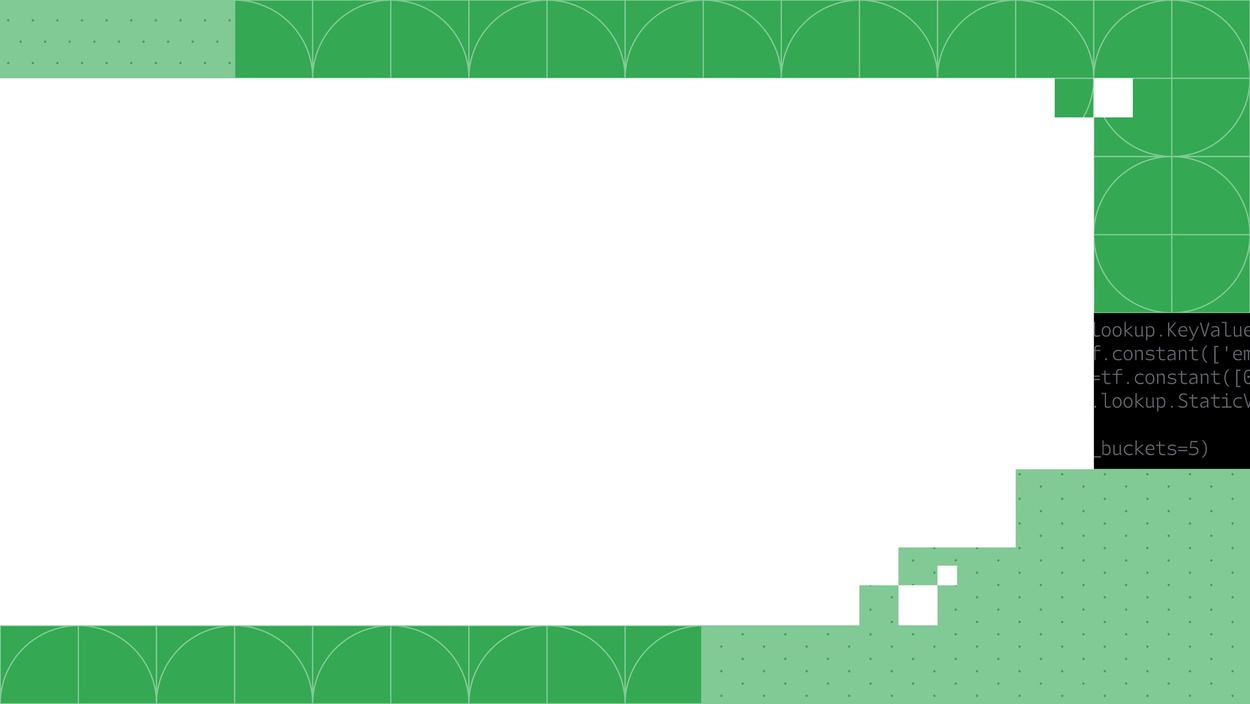 lookup.KeyValue
f.constant(['em
=tf.constant([0
.lookup.StaticV
_buckets=5)